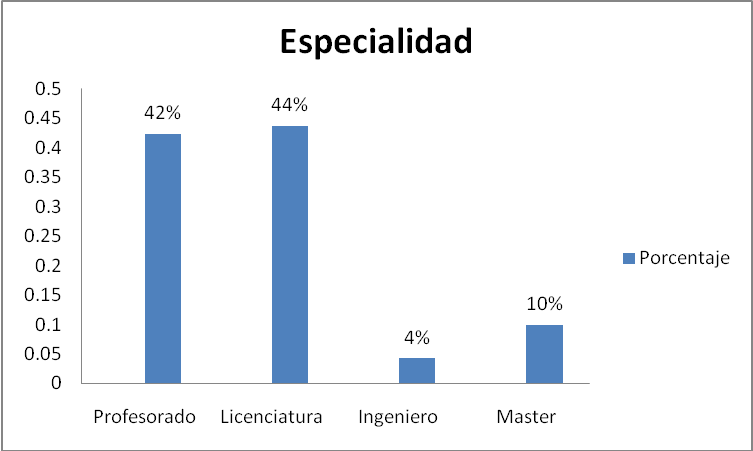 Especialidad
0.5
0.45
0.4
0.35
0.3
0.25
0.2
0.15
0.1
0.05
0
42%
44%
4%
10%
Profesorado
Licenciatura
Ingeniero
Master
Porcentaje